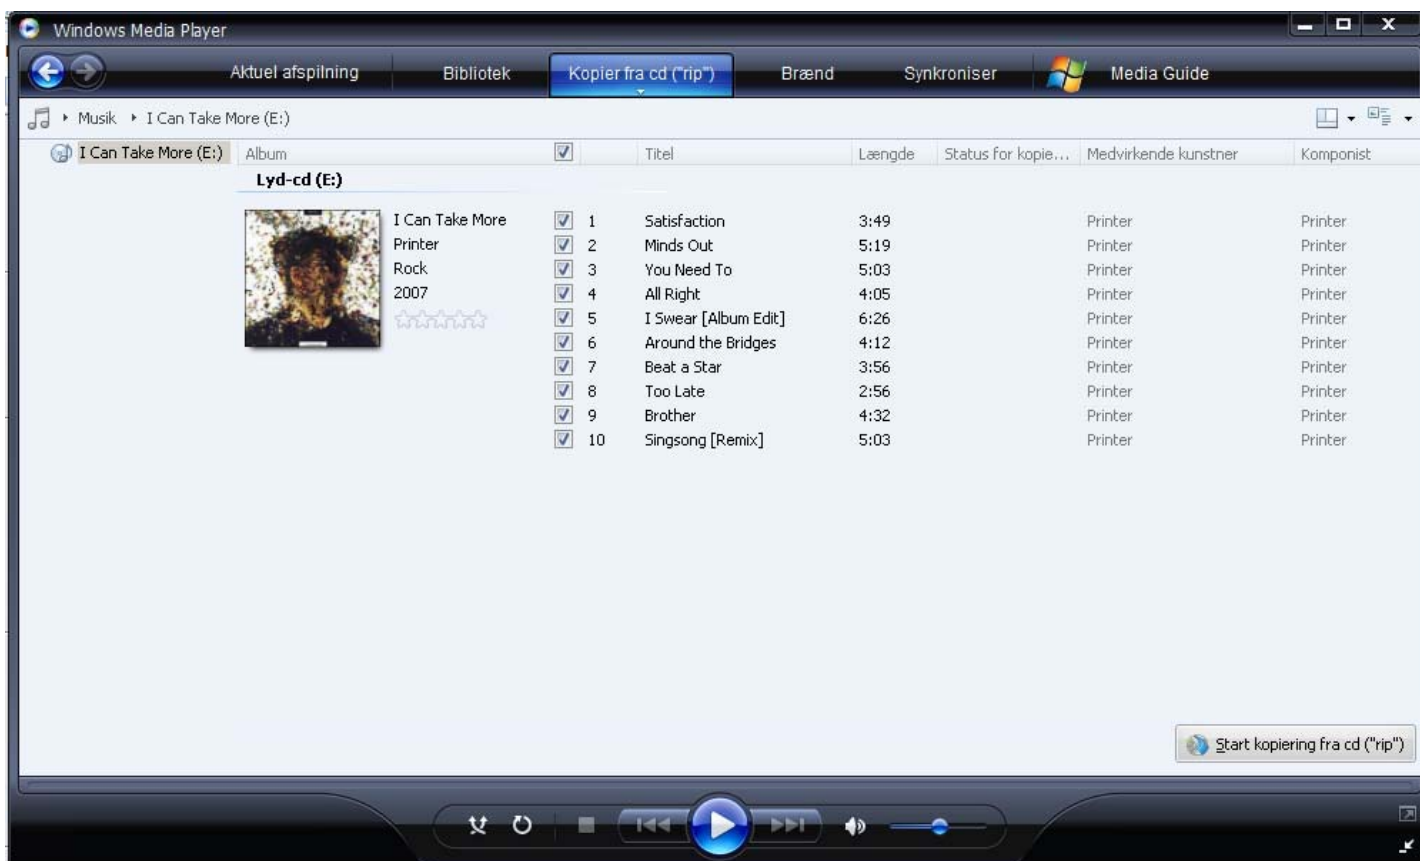 Windows Media Player
Aktuel afspilning Bibliotek Kopier fra cd ("rip") Brænd Synkroniser Media Guide
Musik I Can Take More (E:)
I Can Take More (E:) Album Titel Længde Status for kopie... Medvirkende kunstner Komponist
Lyd-cd (E:)
I Can Take More 1 Satisfaction 3:49 Printer Printer
Printer 2 Minds Out 5:19 Printer Printer
Rock 3 You Need To 5:03 Printer Printer
2007 4 All Right 4:05 Printer Printer
5 I Swear [Album Edit] 6:26 Printer Printer
6 Around the Bridges 4:12 Printer Printer
7 Beat a Star 3:56 Printer Printer
8 Too Late 2:56 Printer Printer
9 Brother 4:32 Printer Printer
10 Singsong [Remix] 5:03 Printer Printer
Start kopiering fra cd ("rip")